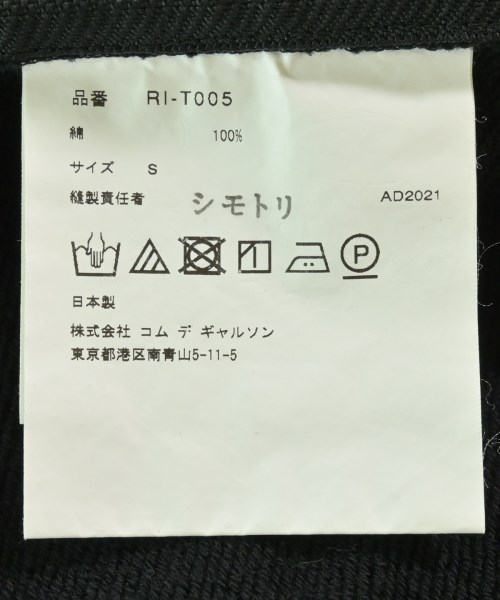 品番 RI-T005
綿 100%
サイズ S
縫製責任者 シモトリ AD2021
P
日本製
株式会社 コム デ ギャルソン
東京都港区南青山5-11-5